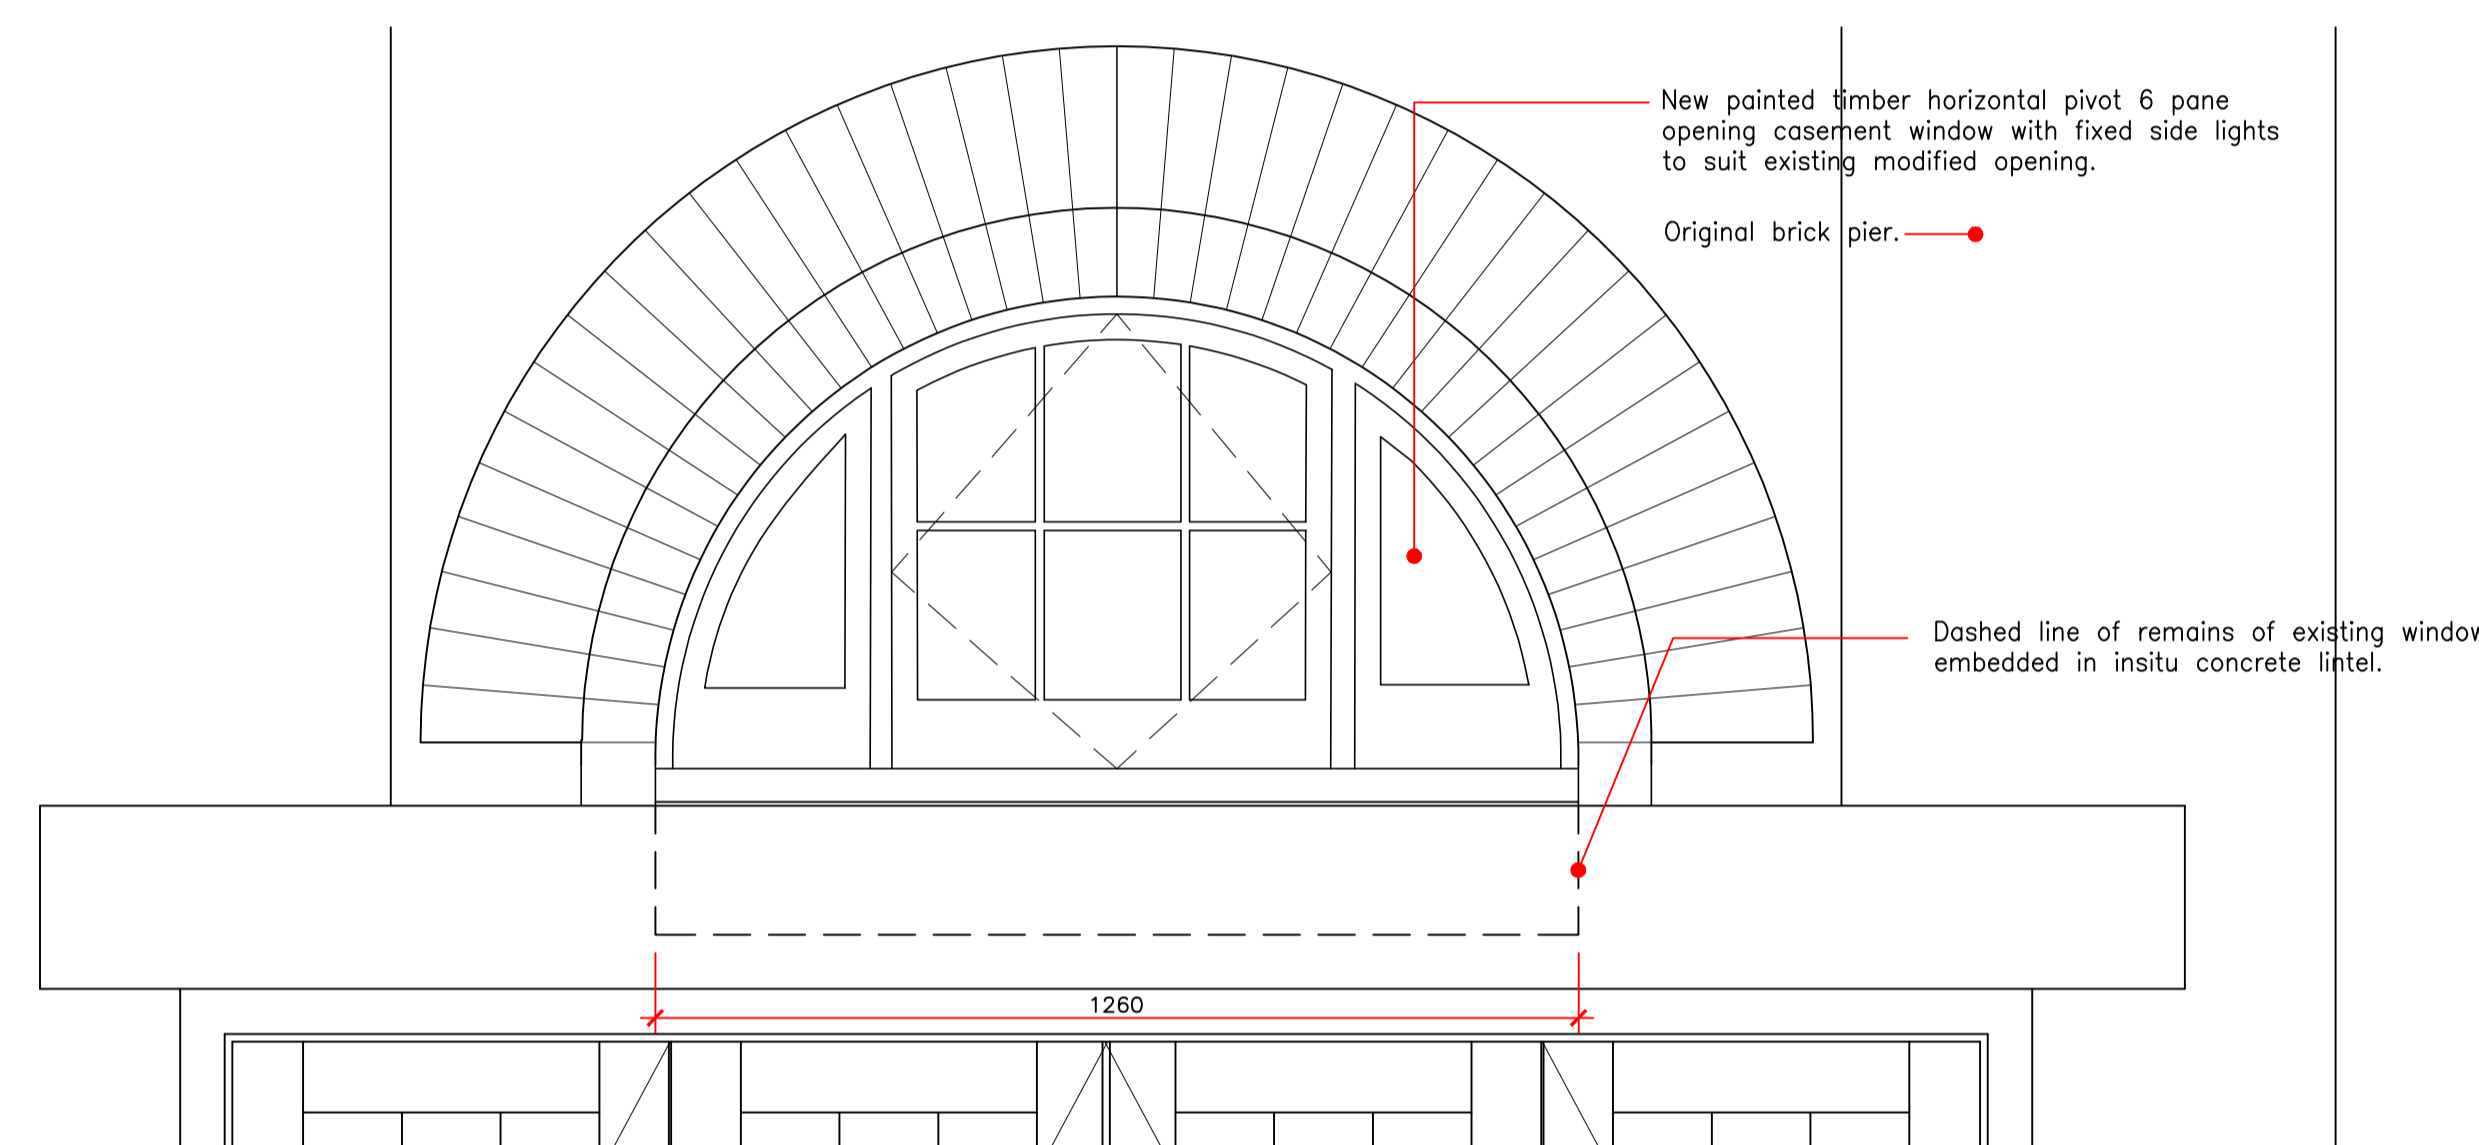 New painted timber horizontal pivot 6 pane
opening casement window with fixed side lights
to suit existing modified opening.
Original brick pier.
Dashed line of remains of existing window
embedded in insitu concrete lintel.
1260